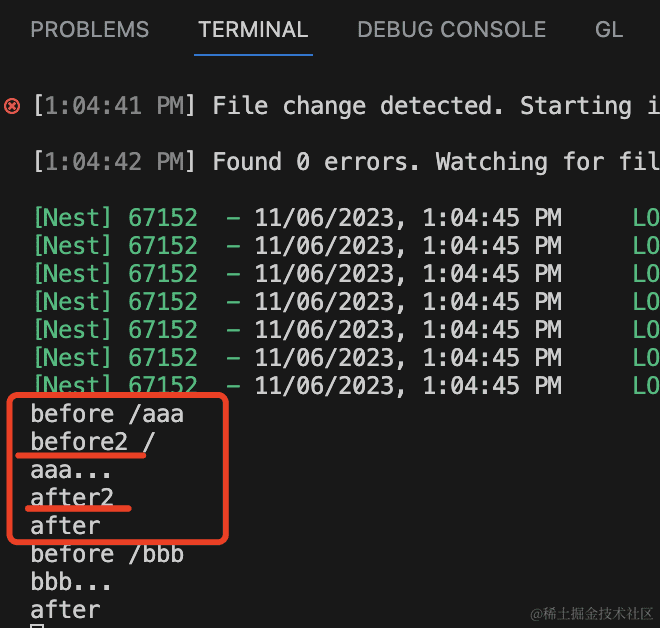 PROBLEMS TERMINAL DEBUG CONSOLE GL
[1:04:41 PM] File change detected. Starting i
[1:04:42 PM] Found 0 errors. Watching for fil
[Nest] 67152 - 11/06/2023, 1:04:45 PM LO
[Nest] 67152 - 11/06/2023, 1:04:45 PM LO
[Nest] 67152 - 11/06/2023, 1:04:45 PM LO
[Nest] 67152 - 11/06/2023, 1:04:45 PM LO
[Nest] 67152 - 11/06/2023, 1:04:45 PM LO
[Nest] 67152 - 11/06/2023, 1:04:45 PM LO
[Nest] 67152 - 11/06/2023, 1:04:45 PM LO
before /aaa
before2 /
aaa...
after2
after
before /bbb
bbb...
after
@稀土掘金技术社区